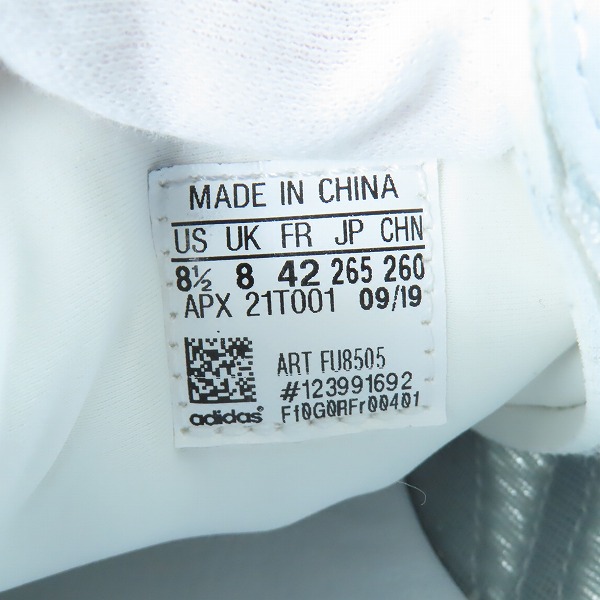 MADE IN CHINA
US UK FR JP CHN
8½ 8 42 265 260
APX 21T001 09/19
ART FU8505
#123991692
adidas® Ff0G0RFr00401